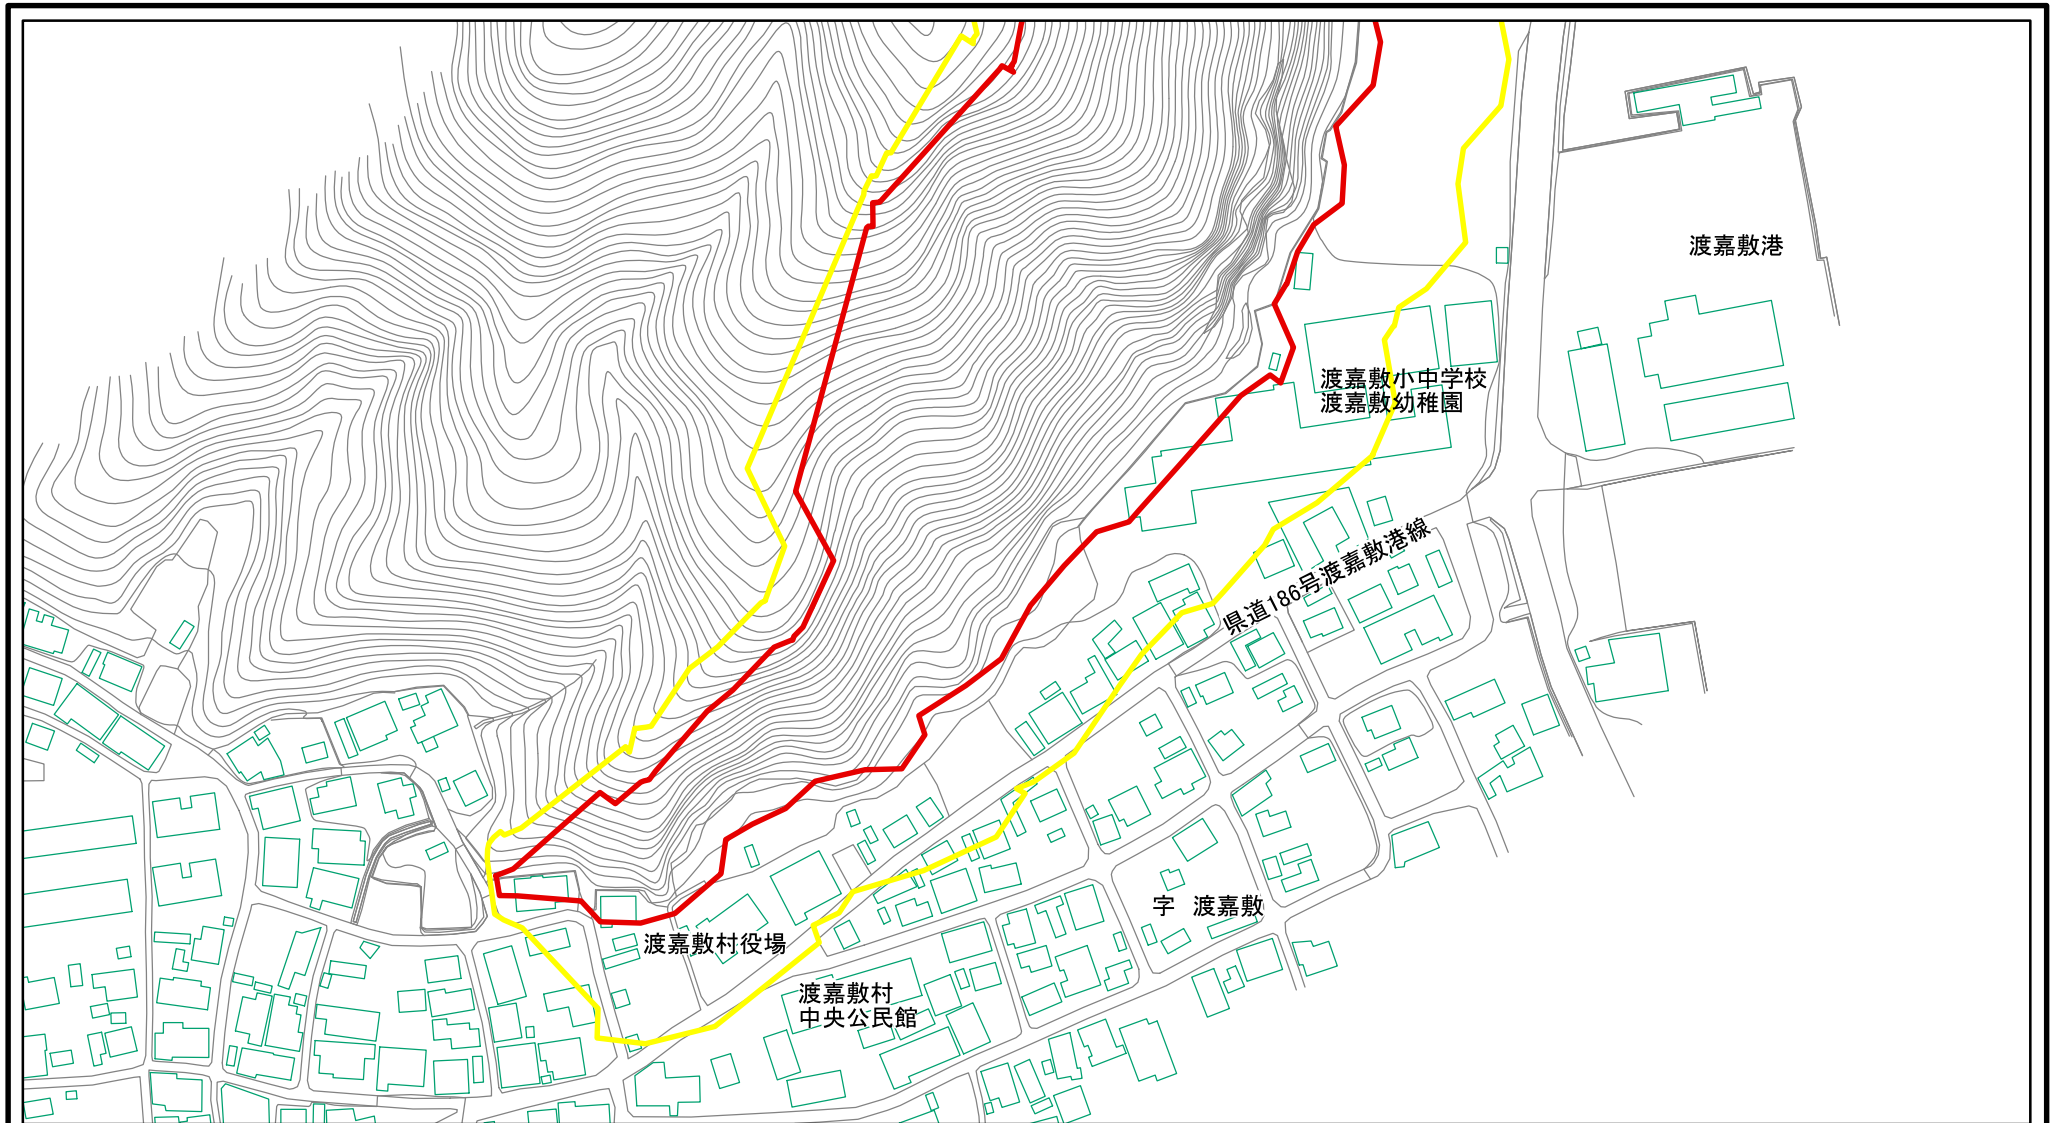 渡嘉敷港
渡嘉敷小中学校
渡嘉敷幼稚園
県道186号渡嘉敷港線
字 渡嘉敷
渡嘉敷村役場
渡嘉敷村
中央公民館